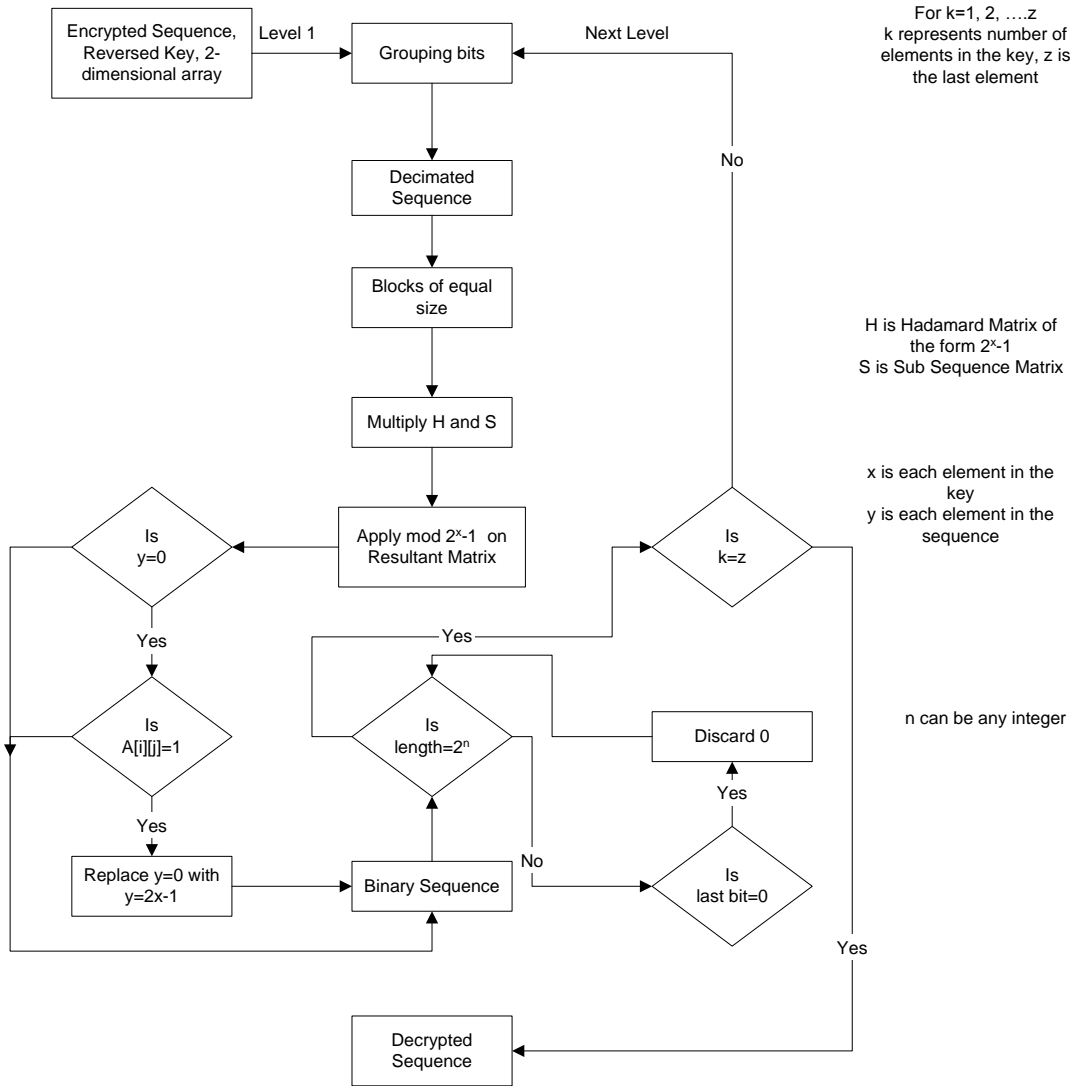 Encrypted Sequence,
Reversed Key, 2-
dimensional array
Level 1
Grouping bits
Next Level
For k=1, 2, ….z
k represents number of
elements in the key, z is
the last element
No
Decimated
Sequence
Blocks of equal
size
H is Hadamard Matrix of
the form 2ˣ-1
S is Sub Sequence Matrix
Multiply H and S
x is each element in the
key
y is each element in the
sequence
Is
y=0
Apply mod 2ˣ-1 on
Resultant Matrix
Is
k=z
Yes
Yes
Is
A[i][j]=1
Is
length=2ⁿ
Discard 0
n can be any integer
Yes
Yes
Replace y=0 with
y=2x-1
Binary Sequence
No
Is
last bit=0
Yes
Decrypted
Sequence